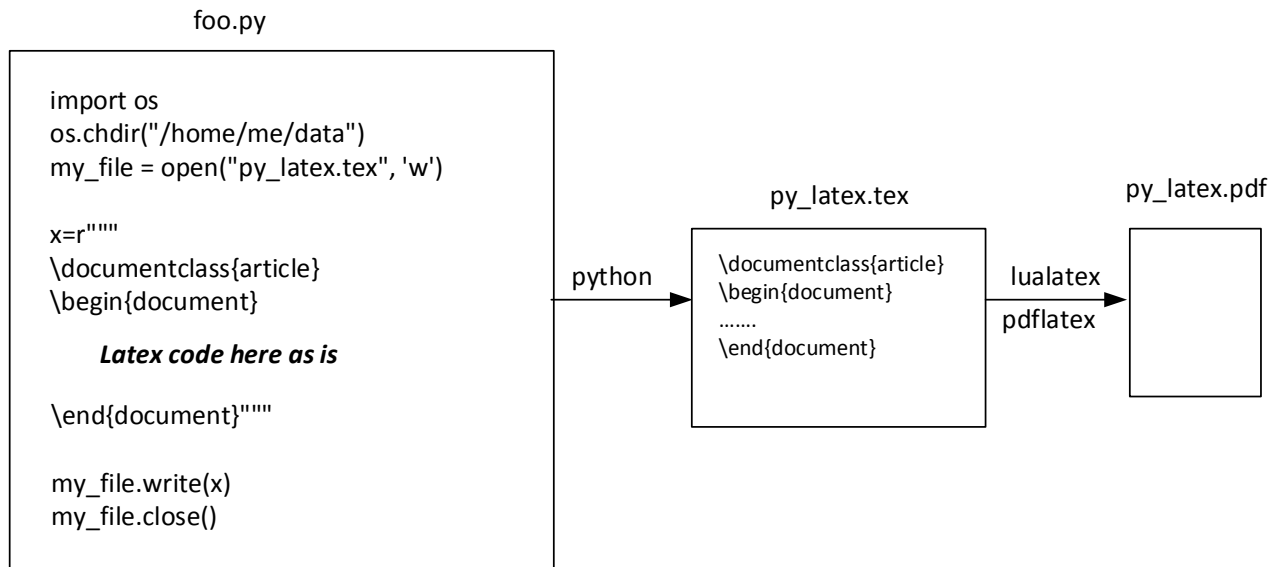 foo.py
import os
os.chdir("/home/me/data")
my_file = open("py_latex.tex", 'w')
x=r"""
\documentclass{article}
\begin{document}
Latex code here as is
\end{document}"""
my_file.write(x)
my_file.close()
python
py_latex.tex
\documentclass{article}
\begin{document}
.......
\end{document}
lualatex
pdflatex
py_latex.pdf